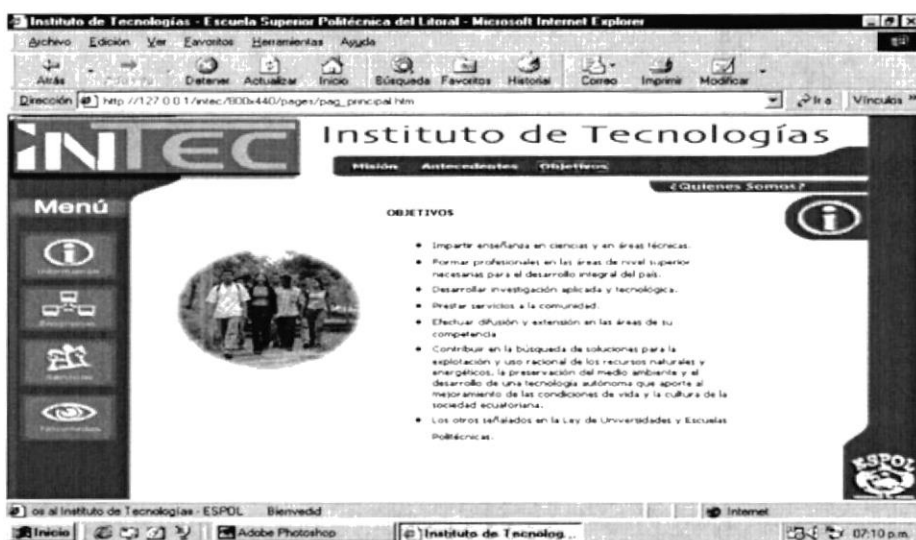 Instituto de Tecnologías - Escuela Superior Politécnica del Litoral - Microsoft Internet Explorer
Archivo Edición Ver Favoritos Herramientas Ayuda
Atrás Detener Actualizar Inicio Búsqueda Favoritos Historial Correo Imprimir Modificar
Dirección http://127.0.0.1/intec/800x440/pages/pag_principal.htm Ir a Vínculos »
iNTEC
Instituto de Tecnologías
Misión Antecedentes Objetivos
¿Quienes Somos?
Menú
OBJETIVOS
• Impartir enseñanza en ciencias y en áreas técnicas.
• Formar profesionales en las áreas de nivel superior
necesarias para el desarrollo integral del país.
• Desarrollar investigación aplicada y tecnológica.
• Prestar servicios a la comunidad.
• Efectuar difusión y extensión en las áreas de su
competencia
• Contribuir en la búsqueda de soluciones para la
explotación y uso racional de los recursos naturales y
energéticos, la preservación del medio ambiente y el
desarrollo de una tecnología autónoma que aporte al
mejoramiento de las condiciones de vida y la cultura de la
sociedad ecuatoriana.
• Los otros señalados en la Ley de Universidades y Escuelas
Politécnicas.
ESPOL
os al Instituto de Tecnologías - ESPOL Bienvedid Internet
Inicio Adobe Photoshop Instituto de Tecnolog... 07:10 p.m.